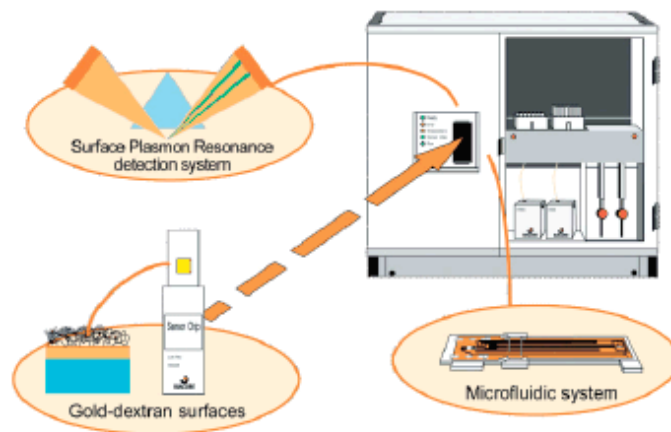 Surface Plasmon Resonance
detection system
Sensor Chip
Gold-dextran surfaces
Microfluidic system